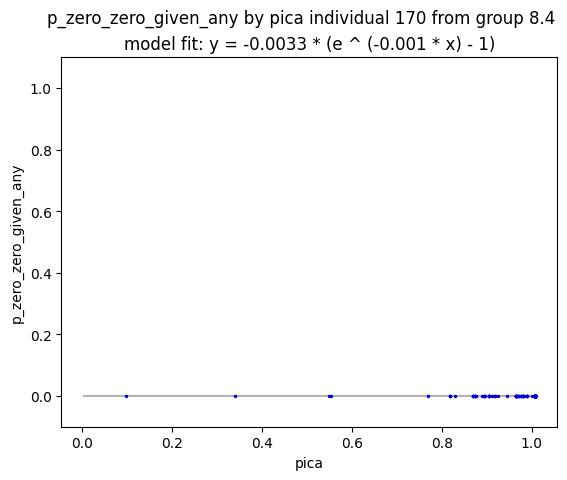 p_zero_zero_given_any by pica individual 170 from group 8.4
model fit: y = -0.0033 * (e ^ (-0.001 * x) - 1)
1.0
0.8
0.6
0.4
0.2
0.0
p_zero_zero_given_any
0.0 0.2 0.4 0.6 0.8 1.0
pica